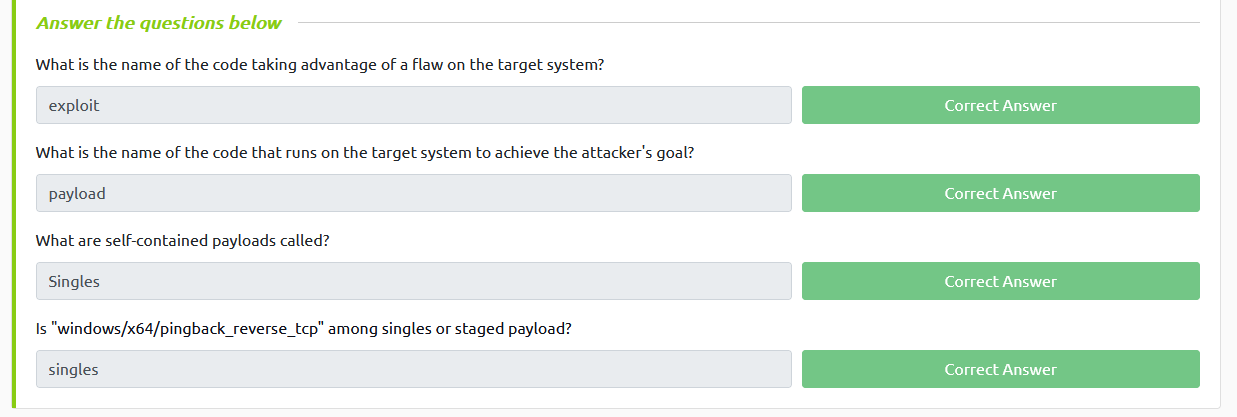 Answer the questions below
What is the name of the code taking advantage of a flaw on the target system?
exploit
Correct Answer
What is the name of the code that runs on the target system to achieve the attacker's goal?
payload
Correct Answer
What are self-contained payloads called?
Singles
Correct Answer
Is "windows/x64/pingback_reverse_tcp" among singles or staged payload?
singles
Correct Answer